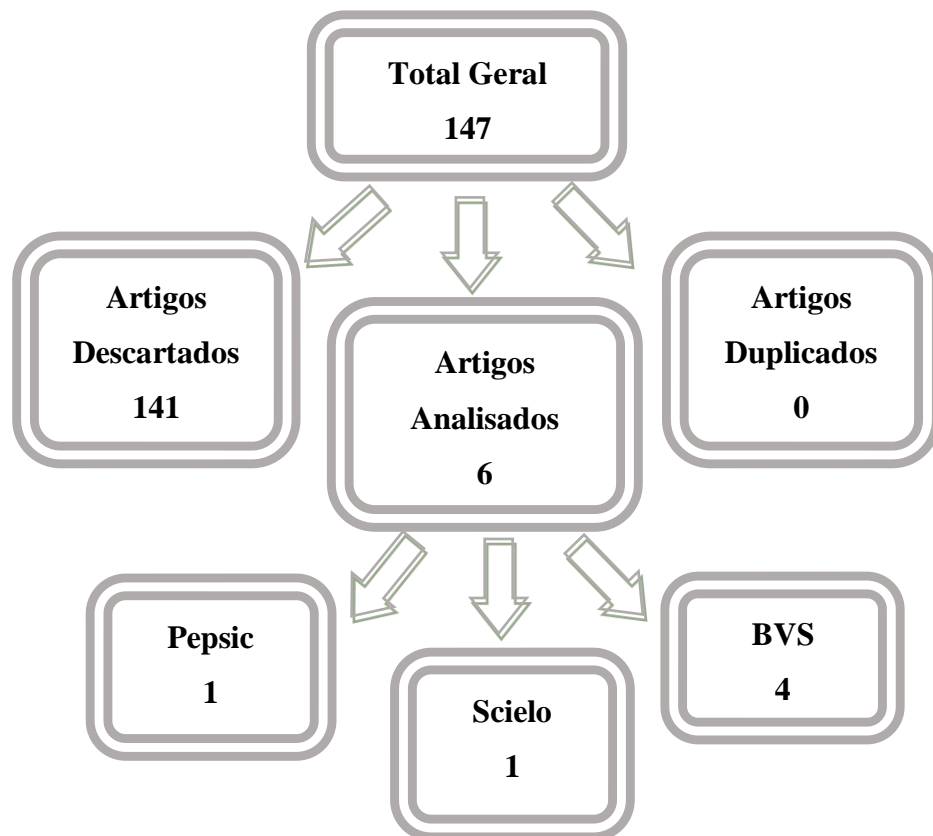 Total Geral
147
Artigos
Descartados
141
Artigos
Analisados
6
Artigos
Duplicados
0
Pepsic
1
Scielo
1
BVS
4